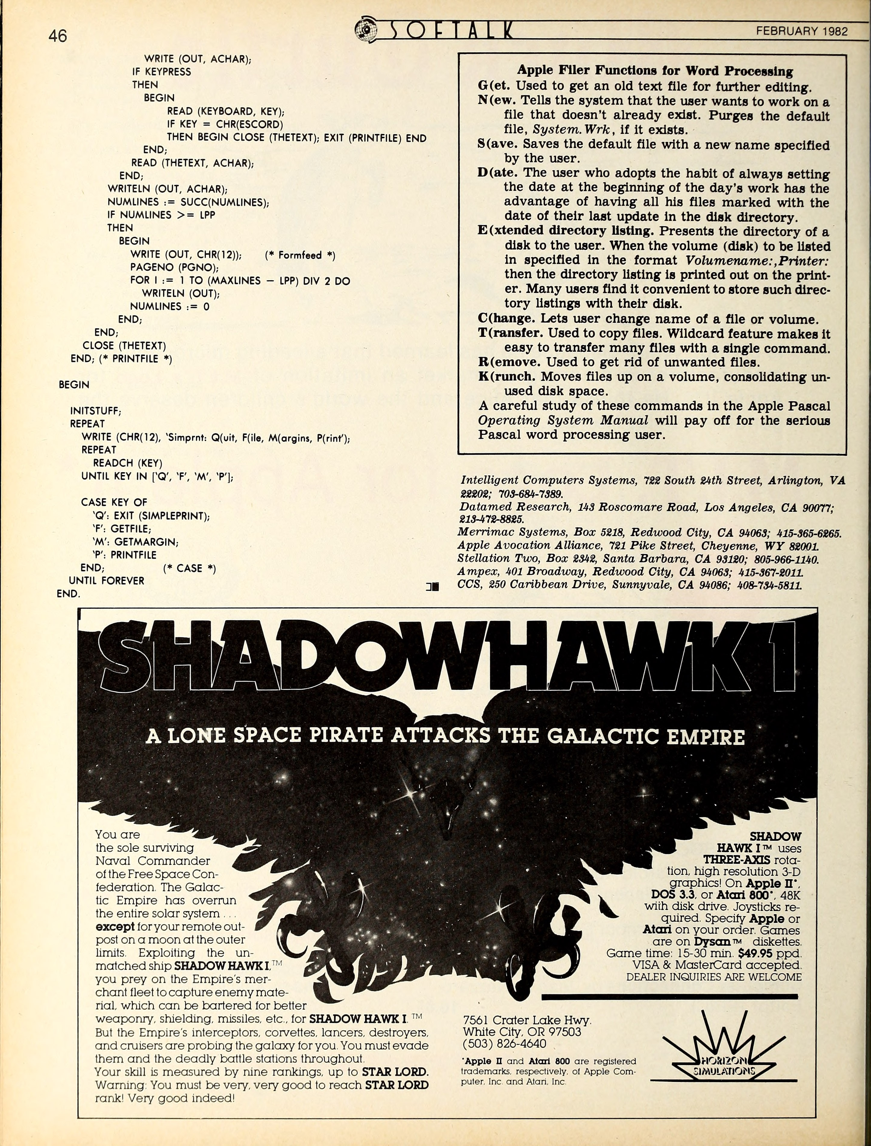 46
SOFTALK
FEBRUARY 1982
WRITE (OUT, ACHAR);
IF KEYPRESS
THEN
BEGIN
READ (KEYBOARD, KEY);
IF KEY = CHR(ESCORD)
THEN BEGIN CLOSE (THETEXT); EXIT (PRINTFILE) END
END;
READ (THETEXT, ACHAR);
END;
WRITELN (OUT, ACHAR);
NUMLINES := SUCC(NUMLINES);
IF NUMLINES >= LPP
THEN
BEGIN
WRITE (OUT, CHR(12)); (* Formfeed *)
PAGENO (PGNO);
FOR I := 1 TO (MAXLINES — LPP) DIV 2 DO
WRITELN (OUT);
NUMLINES := 0
END;
END;
CLOSE (THETEXT)
END; (* PRINTFILE *)
BEGIN
INITSTUFF;
REPEAT
WRITE (CHR(12), 'Simprnt: Q(uit, F(ile, M(argins, P(rint');
REPEAT
READCH (KEY)
UNTIL KEY IN ['Q', 'F', 'M', 'P'];
CASE KEY OF
'Q': EXIT (SIMPLEPRINT);
'F': GETFILE;
'M': GETMARGIN;
'P': PRINTFILE
END; (* CASE *)
UNTIL FOREVER
END.
Apple Filer Functions for Word Processing
G(et. Used to get an old text file for further editing.
N(ew. Tells the system that the user wants to work on a
file that doesn't already exist. Purges the default
file, System.Wrk, if it exists.
S(ave. Saves the default file with a new name specified
by the user.
D(ate. The user who adopts the habit of always setting
the date at the beginning of the day's work has the
advantage of having all his files marked with the
date of their last update in the disk directory.
E(xtended directory listing. Presents the directory of a
disk to the user. When the volume (disk) to be listed
in specified in the format Volumename:,Printer:
then the directory listing is printed out on the print-
er. Many users find it convenient to store such direc-
tory listings with their disk.
C(hange. Lets user change name of a file or volume.
T(ransfer. Used to copy files. Wildcard feature makes it
easy to transfer many files with a single command.
R(emove. Used to get rid of unwanted files.
K(runch. Moves files up on a volume, consolidating un-
used disk space.
A careful study of these commands in the Apple Pascal
Operating System Manual will pay off for the serious
Pascal word processing user.
Intelligent Computers Systems, 722 South 24th Street, Arlington, VA
22202; 703-684-7389.
Datamed Research, 143 Roscomare Road, Los Angeles, CA 90077;
213-472-8825.
Merrimac Systems, Box 5218, Redwood City, CA 94063; 415-365-6265.
Apple Avocation Alliance, 721 Pike Street, Cheyenne, WY 82001.
Stellation Two, Box 2342, Santa Barbara, CA 93120; 805-966-1140.
Ampex, 401 Broadway, Redwood City, CA 94063; 415-367-2011.
CCS, 250 Caribbean Drive, Sunnyvale, CA 94086; 408-734-5811.
SHADOWHAWK 1
A LONE SPACE PIRATE ATTACKS THE GALACTIC EMPIRE
You are
the sole surviving
Naval Commander
of the Free Space Con-
federation. The Galac-
tic Empire has overrun
the entire solar system . . .
except for your remote out-
post on a moon at the outer
limits. Exploiting the un-
matched ship SHADOW HAWK I,™
you prey on the Empire's mer-
chant fleet to capture enemy mate-
rial, which can be bartered for better
weaponry, shielding, missiles, etc., for SHADOW HAWK I.™
But the Empire's interceptors, corvettes, lancers, destroyers,
and cruisers are probing the galaxy for you. You must evade
them and the deadly battle stations throughout.
Your skill is measured by nine rankings, up to STAR LORD.
Warning: You must be very, very good to reach STAR LORD
rank! Very good indeed!
SHADOW
HAWK I™ uses
THREE-AXIS rota-
tion, high resolution 3-D
graphics! On Apple II*,
DOS 3.3, or Atari 800*, 48K
with disk drive. Joysticks re-
quired. Specify Apple or
Atari on your order. Games
are on Dysan™ diskettes.
Game time: 15-30 min. $49.95 ppd.
VISA & MasterCard accepted.
DEALER INQUIRIES ARE WELCOME
7561 Crater Lake Hwy.
White City, OR 97503
(503) 826-4640
*Apple II and Atari 800 are registered
trademarks, respectively, of Apple Com-
puter, Inc. and Atari, Inc.
HORIZON
SIMULATIONS